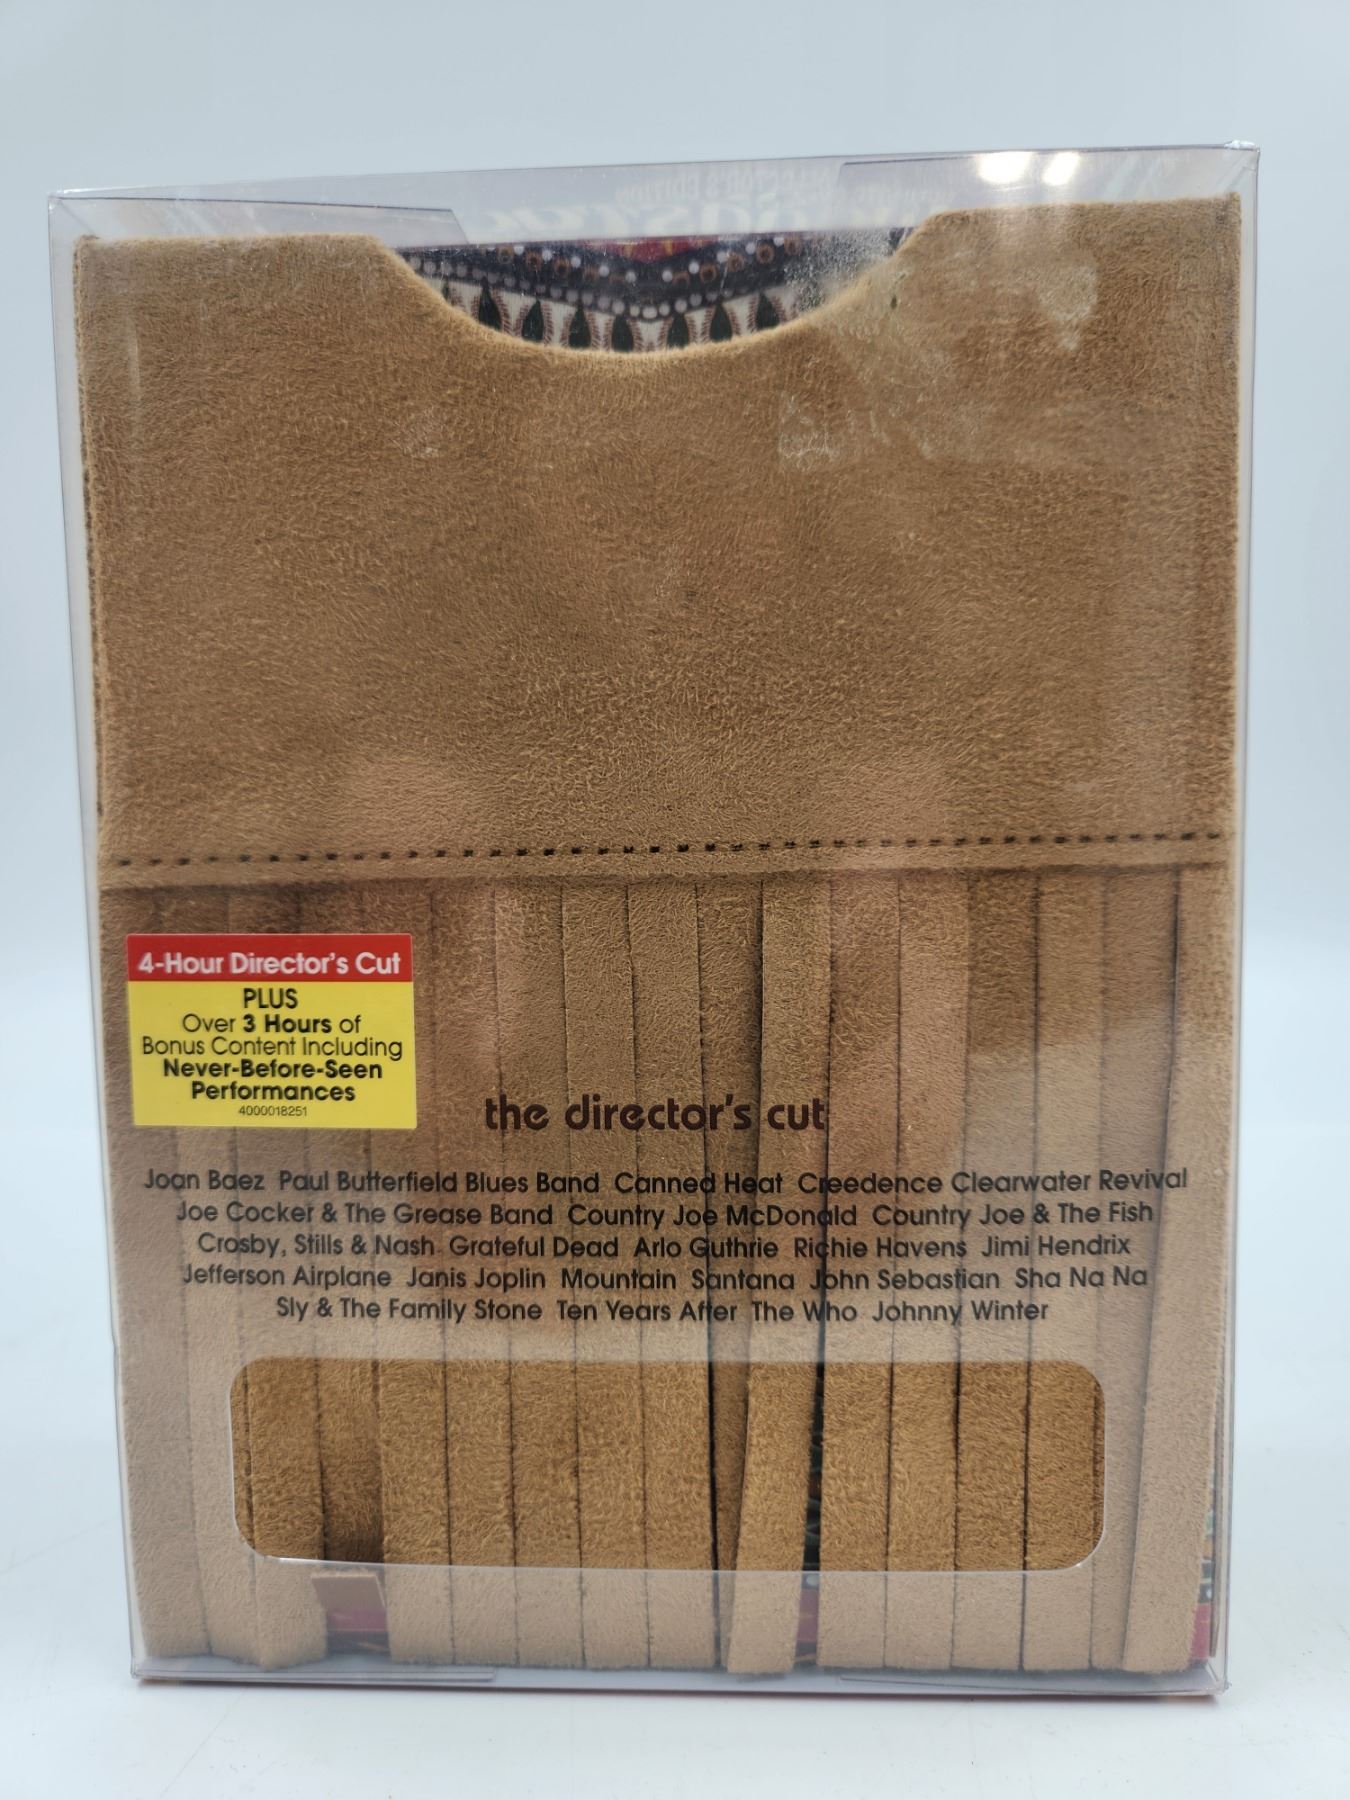 4-Hour Director's Cut
PLUS
Over 3 Hours of
Bonus Content Including
Never-Before-Seen
Performances
4000018251
the director's cut
Joan Baez Paul Butterfield Blues Band Canned Heat Creedence Clearwater Revival
Joe Cocker & The Grease Band Country Joe McDonald Country Joe & The Fish
Crosby, Stills & Nash Grateful Dead Arlo Guthrie Richie Havens Jimi Hendrix
Jefferson Airplane Janis Joplin Mountain Santana John Sebastian Sha Na Na
Sly & The Family Stone Ten Years After The Who Johnny Winter